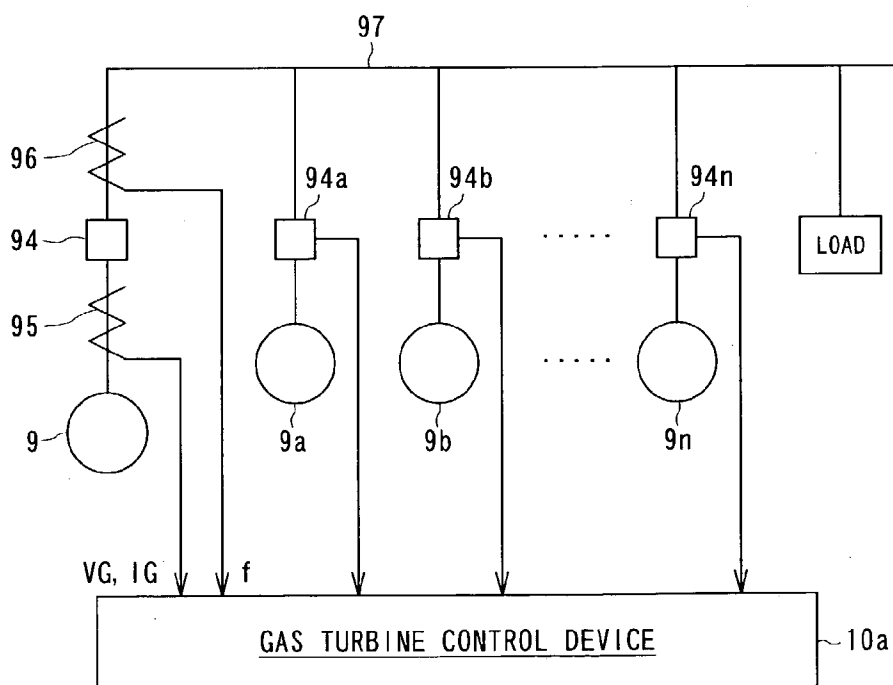 97
96
94a
94b
94n
94
LOAD
.....
95
.....
9
9a
9b
9n
VG, IG
f
GAS TURBINE CONTROL DEVICE
10a